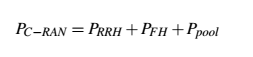 P_{C-RAN} = P_{RRH} + P_{FH} + P_{pool}